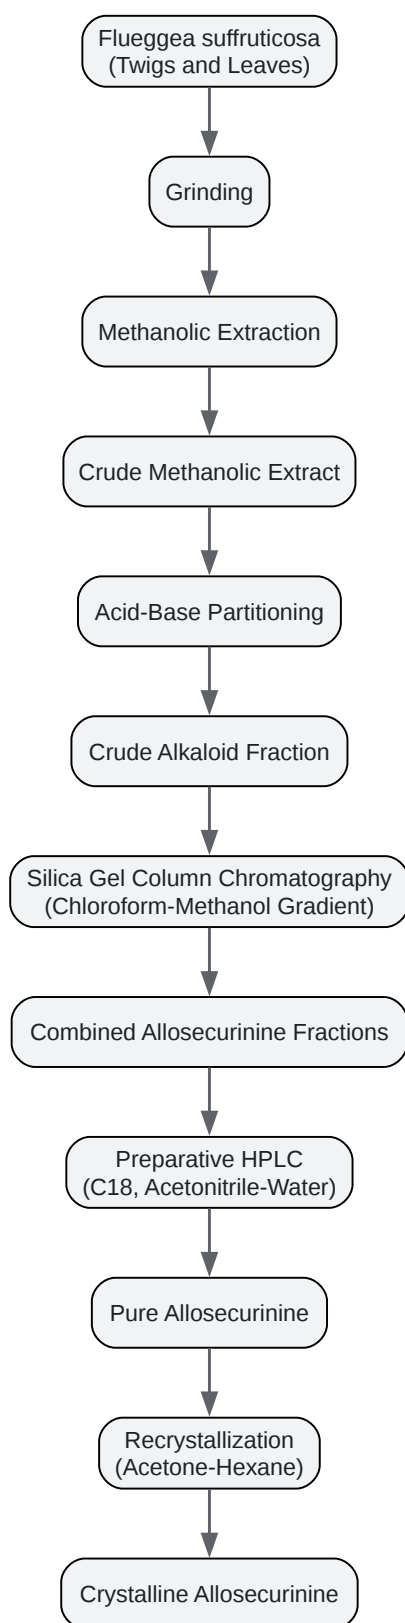 Flueggea suffruticosa
(Twigs and Leaves)
Grinding
Methanolic Extraction
Crude Methanolic Extract
Acid-Base Partitioning
Crude Alkaloid Fraction
Silica Gel Column Chromatography
(Chloroform-Methanol Gradient)
Combined Allosecurinine Fractions
Preparative HPLC
(C18, Acetonitrile-Water)
Pure Allosecurinine
Recrystallization
(Acetone-Hexane)
Crystalline Allosecurinine